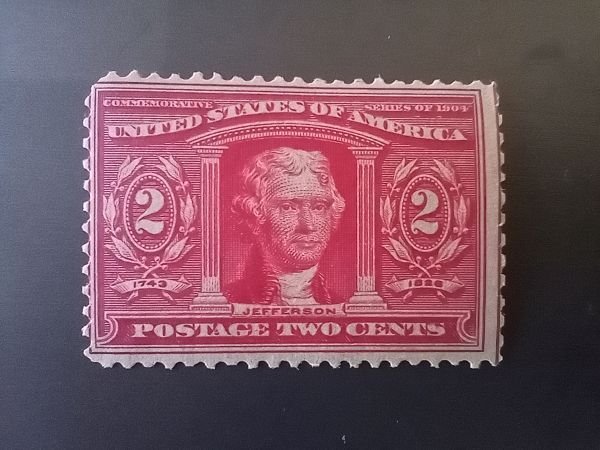 COMMEMORATIVE SERIES OF 1904
UNITED STATES OF AMERICA
2 2
1743 1826
JEFFERSON
POSTAGE TWO CENTS